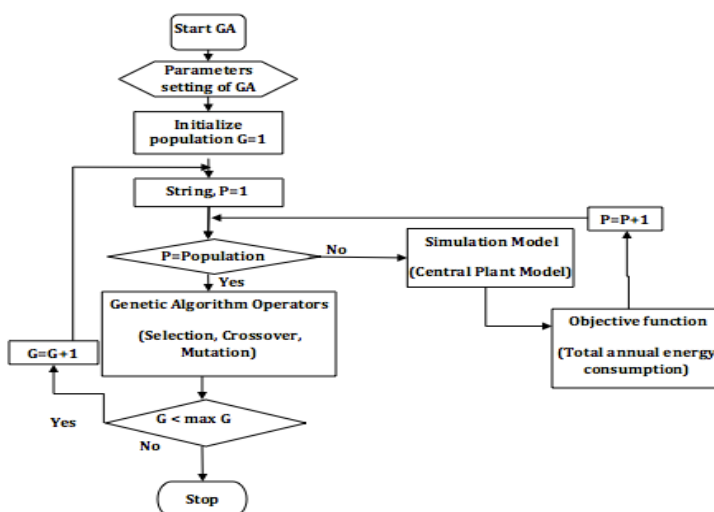 Start GA
Parameters
setting of GA
Initialize
population G=1
String, P=1
P=P+1
P=Population
No
Simulation Model
(Central Plant Model)
Yes
Genetic Algorithm Operators
(Selection, Crossover,
Mutation)
Objective function
(Total annual energy
consumption)
G=G+1
G < max G
Yes
No
Stop